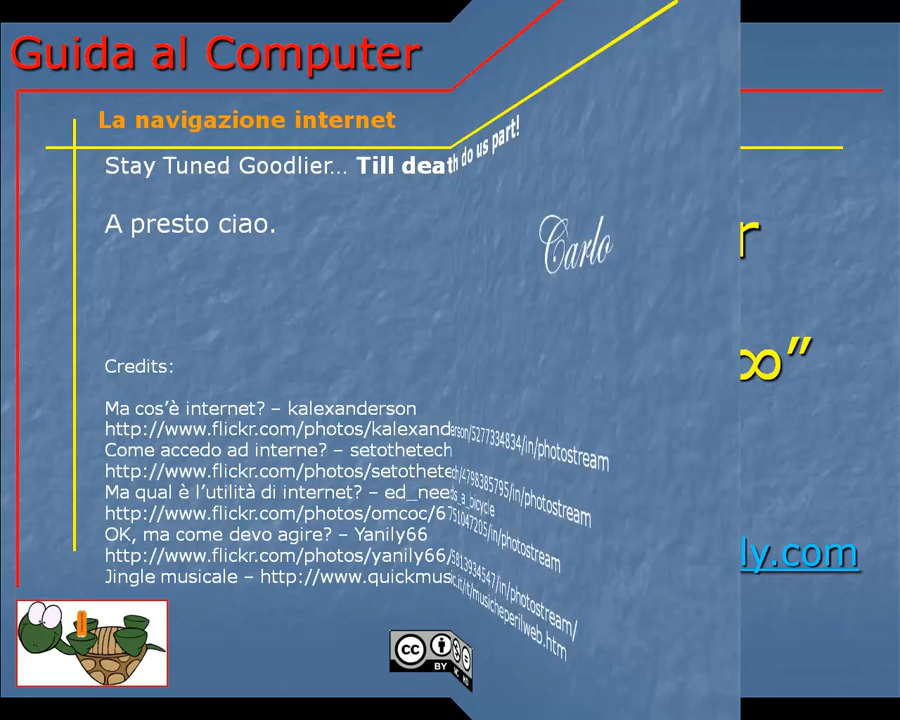 Guida al Computer
La navigazione internet
Stay Tuned Goodlier... Till death do us part!
A presto ciao.
Carlo
r
∞”
Credits:
Ma cos’è internet? – kalexanderson
http://www.flickr.com/photos/kalexanderson/5277334834/in/photostream
Come accedo ad interne? – setothetech
http://www.flickr.com/photos/setothetech/4798385795/in/photostream
Ma qual è l’utilità di internet? – ed_needs_a_bicycle
http://www.flickr.com/photos/omcoc/6751047205/in/photostream
OK, ma come devo agire? – Yanily66
http://www.flickr.com/photos/yanily66/5813934547/in/photostream/
Jingle musicale – http://www.quickmusic.it/t/musicheperilweb.htm
ly.com
cc
BY NC ND